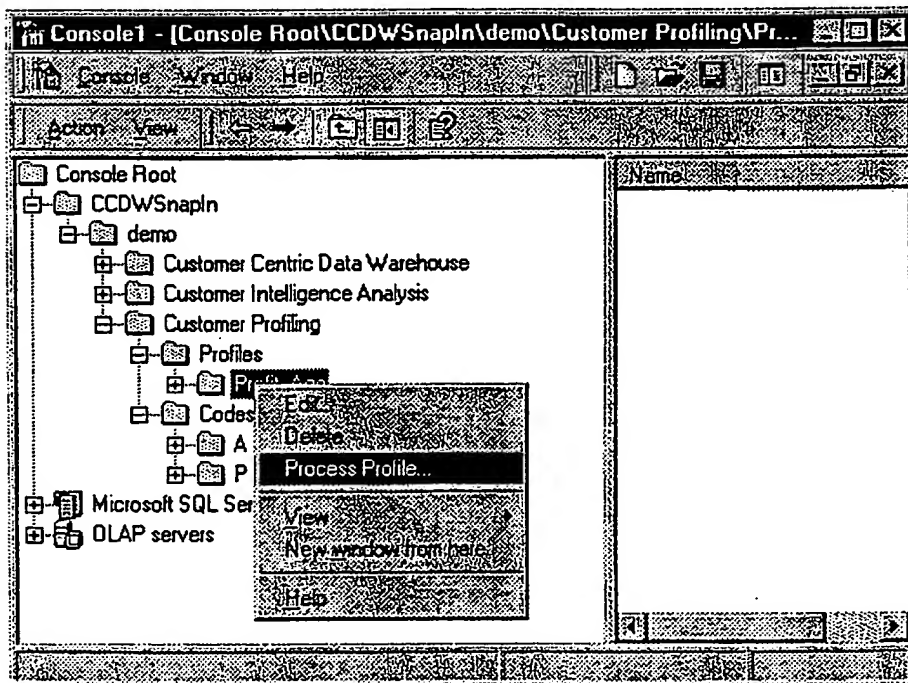 Console1 - [Console Root\CCDWSnapIn\demo\Customer Profiling\Pr...
Console Window Help
Action View
Console Root
CCDWSnapIn
demo
Customer Centric Data Warehouse
Customer Intelligence Analysis
Customer Profiling
Profiles
Codes
A
P
Microsoft SQL Ser
OLAP servers
Name
Edit...
Delete
Process Profile...
View
New window from here
Help